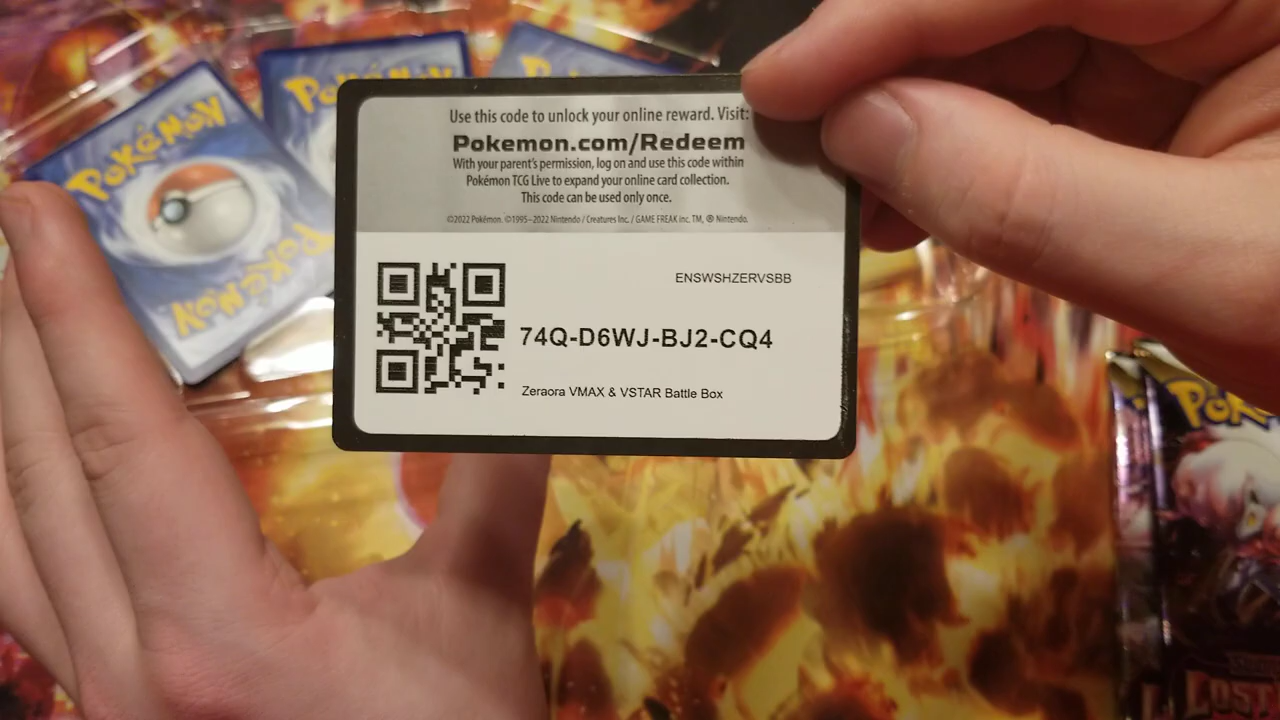 Pokémon
Pokémon
Use this code to unlock your online reward. Visit:
Pokemon.com/Redeem
With your parent's permission, log on and use this code within
Pokémon TCG Live to expand your online card collection.
This code can be used only once.
©2022 Pokémon. ©1995–2022 Nintendo / Creatures Inc. / GAME FREAK inc. TM, ® Nintendo.
ENSWSHZERVSBB
74Q-D6WJ-BJ2-CQ4
Zeraora VMAX & VSTAR Battle Box